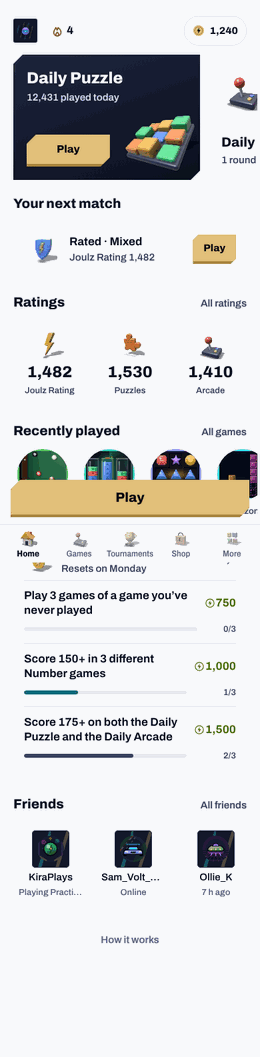 4
1,240
Daily Puzzle
12,431 played today
Play
Daily
1 round
Your next match
Rated · Mixed
Joulz Rating 1,482
Play
Ratings
All ratings
1,482
1,530
1,410
Joulz Rating
Puzzles
Arcade
Recently played
All games
Play
Home
Games
Tournaments
Shop
More
Resets on Monday
Play 3 games of a game you've
never played
750
0/3
Score 150+ in 3 different
Number games
1,000
1/3
Score 175+ on both the Daily
Puzzle and the Daily Arcade
1,500
2/3
Friends
All friends
KiraPlays
Sam_Volt_...
Ollie_K
Playing Practi...
Online
7 h ago
How it works